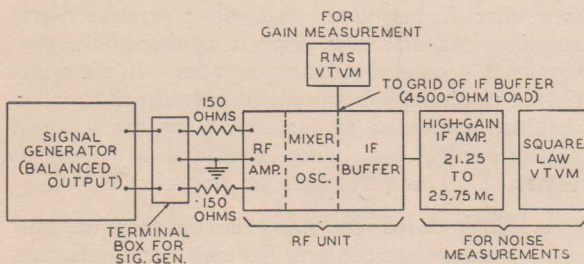 FOR
GAIN MEASUREMENT
RMS
VTVM
TO GRID OF IF BUFFER
(4500-OHM LOAD)
150
OHMS
SIGNAL
GENERATOR
(BALANCED
OUTPUT)
RF
AMP.
MIXER
OSC.
IF
BUFFER
HIGH-GAIN
IF AMP.
21.25
TO
25.75 Mc
SQUARE
LAW
VTVM
150
OHMS
TERMINAL
BOX FOR
SIG. GEN.
RF UNIT
FOR NOISE
MEASUREMENTS